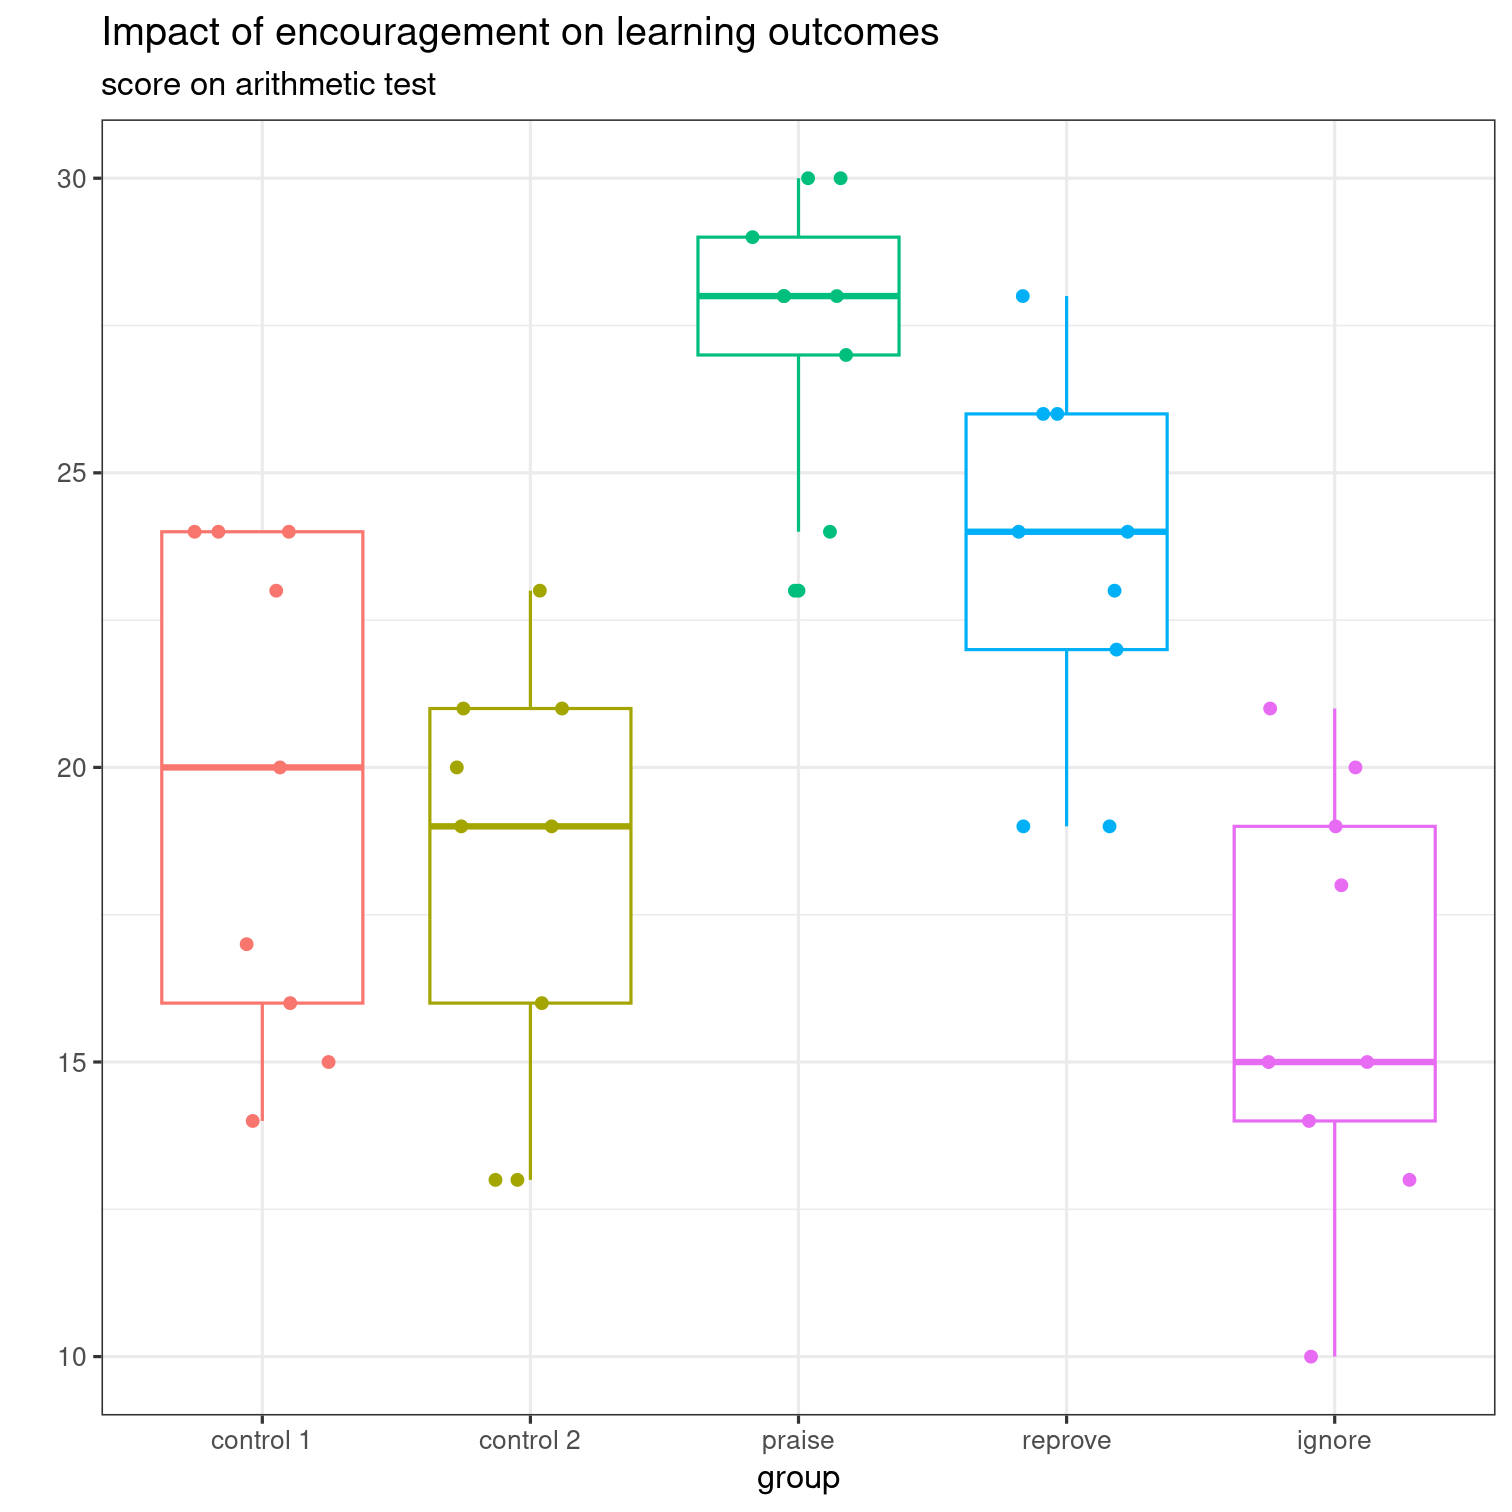 Impact of encouragement on learning outcomes
score on arithmetic test
30
25
20
15
10
control 1 control 2 praise reprove ignore
group